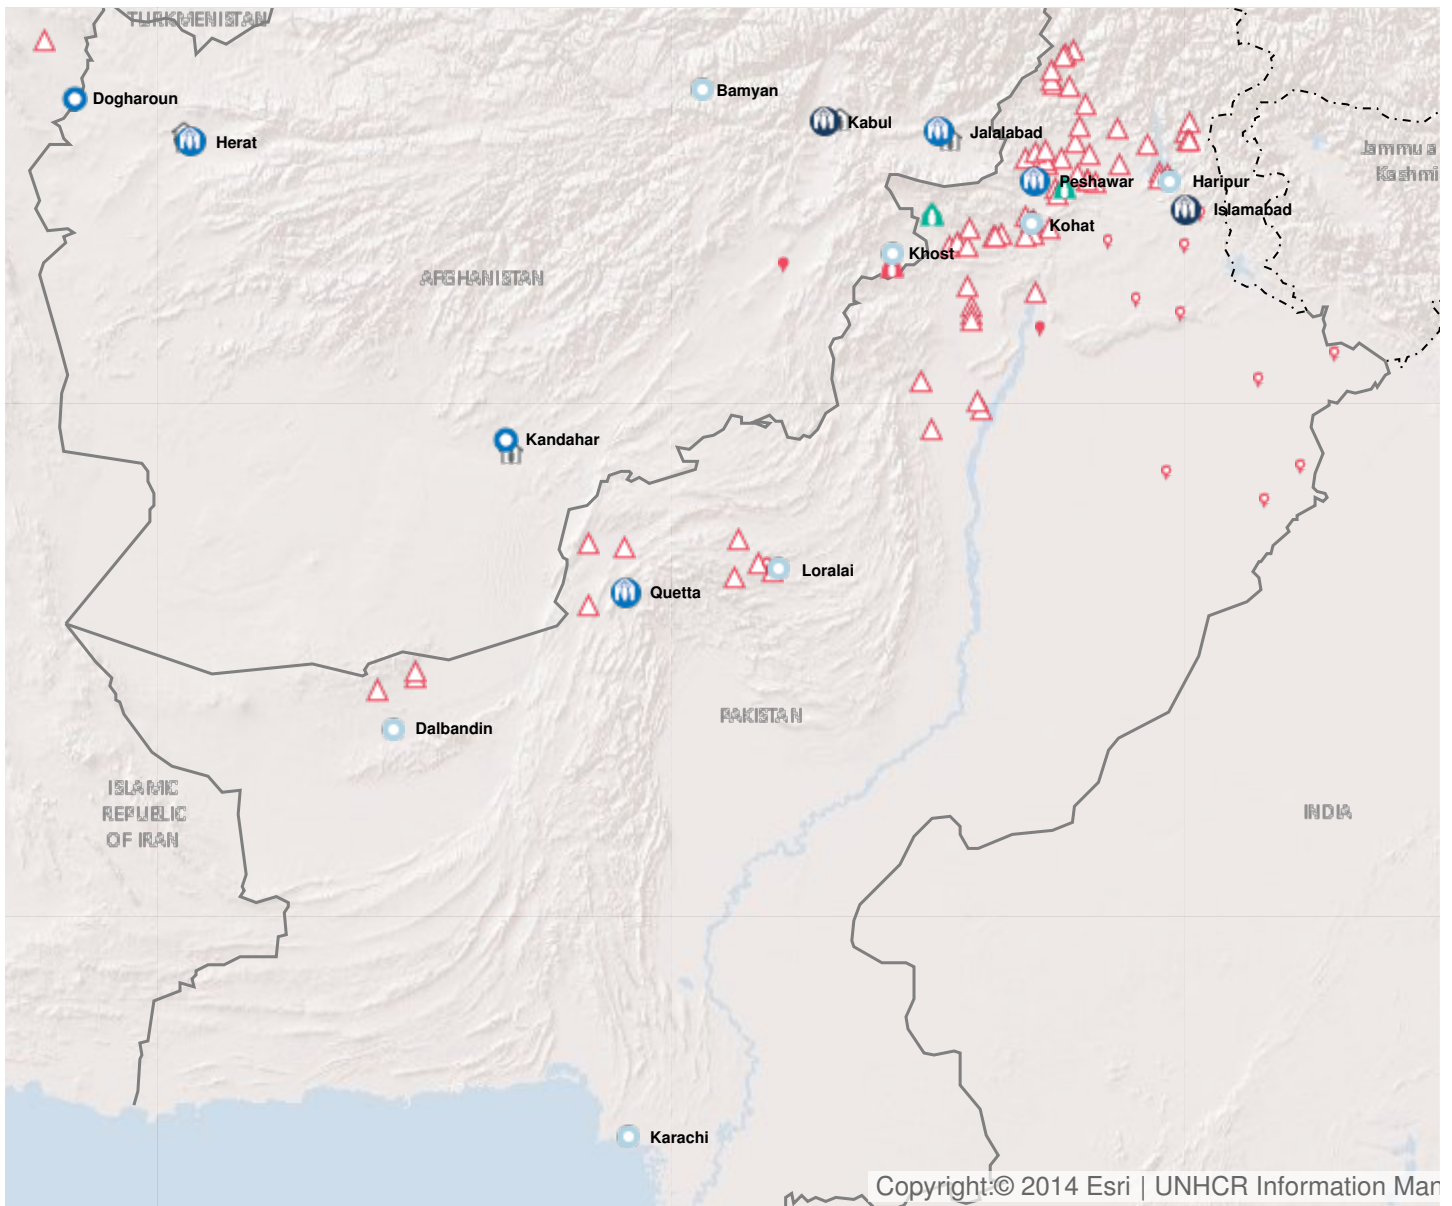 TURKMENISTAN
Dogharoun
Bamyan
Kabul
Jalalabad
Herat
Jammu a
Kashmi
Peshawar
Haripur
Islamabad
Kohat
Khost
AFGHANISTAN
Kandahar
Loralai
Quetta
PAKISTAN
Dalbandin
ISLAMIC
REPUBLIC
OF IRAN
INDIA
Karachi
Copyright:© 2014 Esri | UNHCR Information Man